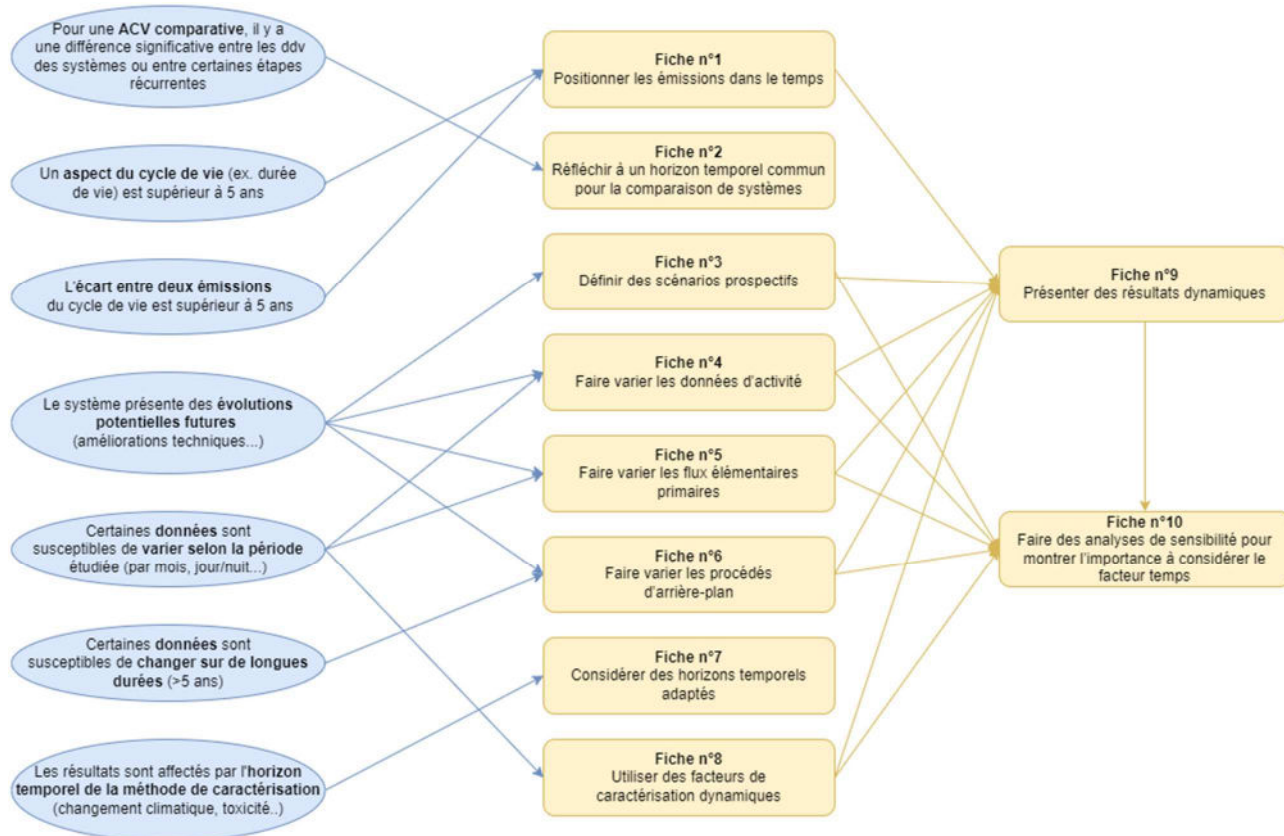 Pour une ACV comparative, il y a
une différence significative entre les ddv
des systèmes ou entre certaines étapes
récurrentes
Un aspect du cycle de vie (ex. durée
de vie) est supérieur à 5 ans
L'écart entre deux émissions
du cycle de vie est supérieur à 5 ans
Le système présente des évolutions
potentielles futures
(améliorations techniques...)
Certaines données sont
susceptibles de varier selon la période
étudiée (par mois, jour/nuit...)
Certaines données sont
susceptibles de changer sur de longues
durées (>5 ans)
Les résultats sont affectés par l'horizon
temporel de la méthode de caractérisation
(changement climatique, toxicité..)
Fiche n°1
Positionner les émissions dans le temps
Fiche n°2
Réfléchir à un horizon temporel commun
pour la comparaison de systèmes
Fiche n°3
Définir des scénarios prospectifs
Fiche n°4
Faire varier les données d'activité
Fiche n°5
Faire varier les flux élémentaires
primaires
Fiche n°6
Faire varier les procédés
d'arrière-plan
Fiche n°7
Considérer des horizons temporels
adaptés
Fiche n°8
Utiliser des facteurs de
caractérisation dynamiques
Fiche n°9
Présenter des résultats dynamiques
Fiche n°10
Faire des analyses de sensibilité pour
montrer l'importance à considérer le
facteur temps